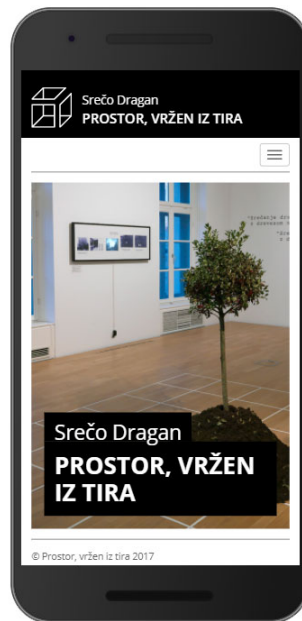 Srečo Dragan
PROSTOR, VRŽEN IZ TIRA
Srečo Dragan
PROSTOR, VRŽEN
IZ TIRA
© Prostor, vržen iz tira 2017